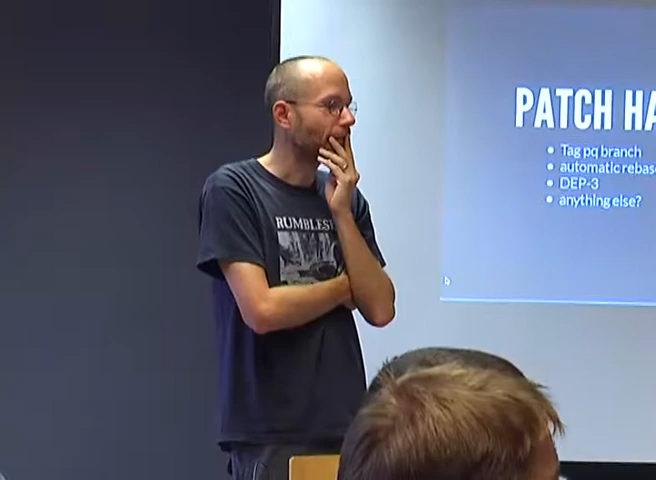 PATCH HA
Tag pq branch
automatic rebas
DEP-3
anything else?
RUMBLES